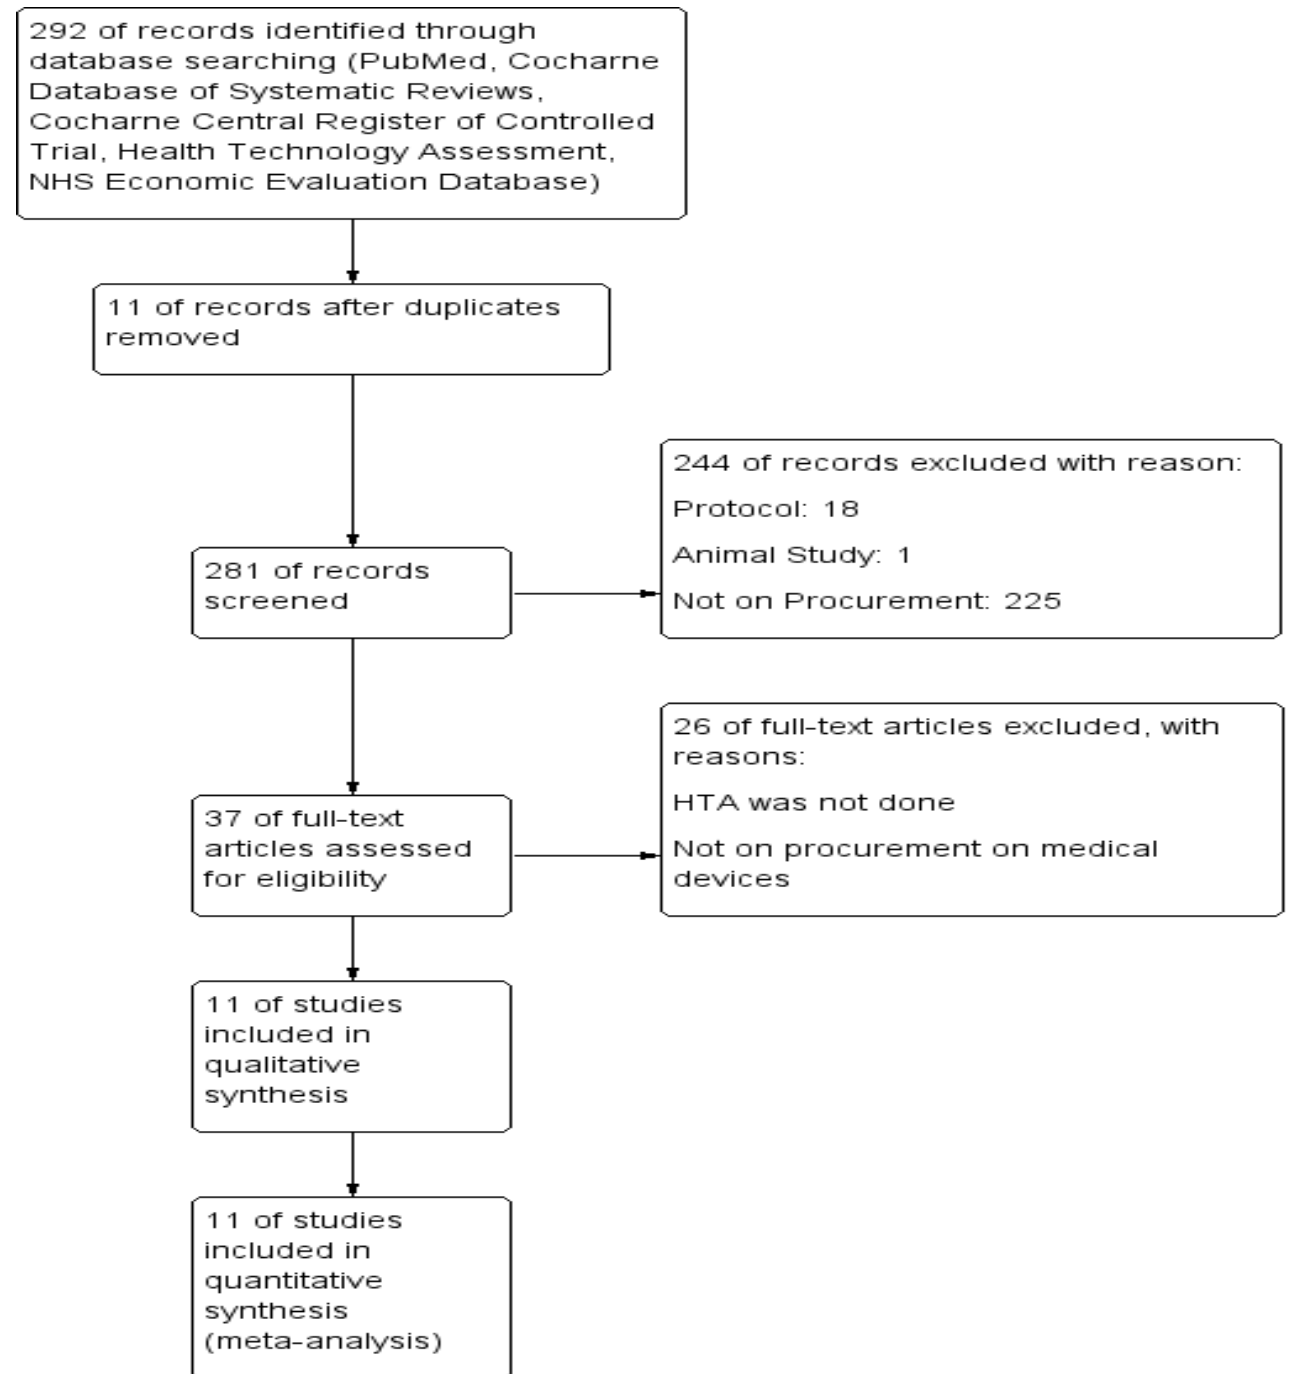 292 of records identified through
database searching (PubMed, Cocharne
Database of Systematic Reviews,
Cocharne Central Register of Controlled
Trial, Health Technology Assessment,
NHS Economic Evaluation Database)
11 of records after duplicates
removed
244 of records excluded with reason:
Protocol: 18
Animal Study: 1
Not on Procurement: 225
281 of records
screened
26 of full-text articles excluded, with
reasons:
HTA was not done
Not on procurement on medical
devices
37 of full-text
articles assessed
for eligibility
11 of studies
included in
qualitative
synthesis
11 of studies
included in
quantitative
synthesis
(meta-analysis)